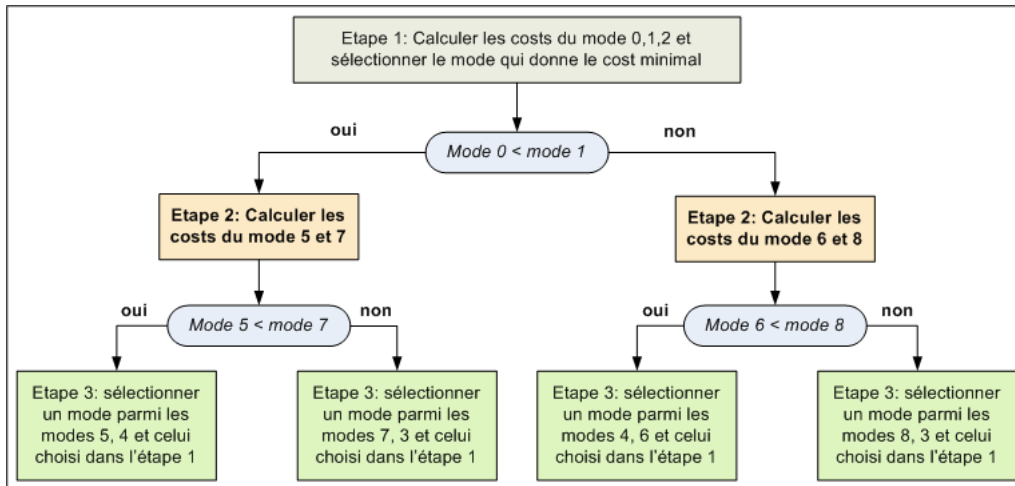 Etape 1: Calculer les costs du mode 0,1,2 et
sélectionner le mode qui donne le cost minimal
oui
non
Mode 0 < mode 1
Etape 2: Calculer les
costs du mode 5 et 7
Etape 2: Calculer les
costs du mode 6 et 8
oui
Mode 5 < mode 7
non
oui
Mode 6 < mode 8
non
Etape 3: sélectionner
un mode parmi les
modes 5, 4 et celui
choisi dans l'étape 1
Etape 3: sélectionner
un mode parmi les
modes 7, 3 et celui
choisi dans l'étape 1
Etape 3: sélectionner
un mode parmi les
modes 4, 6 et celui
choisi dans l'étape 1
Etape 3: sélectionner
un mode parmi les
modes 8, 3 et celui
choisi dans l'étape 1